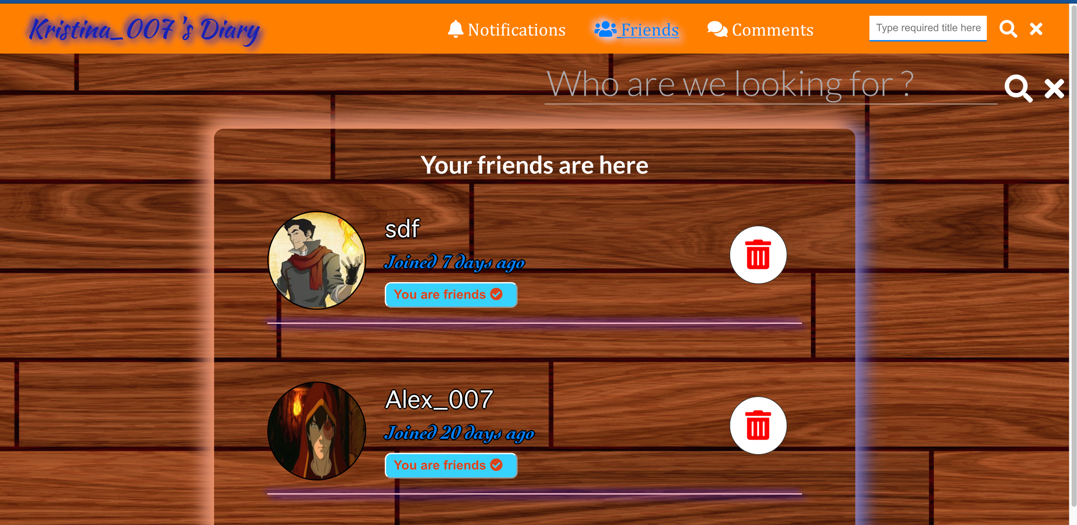 Kristina_007 's Diary
Notifications
Friends
Comments
Type required title here
Who are we looking for ?
Your friends are here
sdf
Joined 7 days ago
You are friends
Alex_007
Joined 20 days ago
You are friends